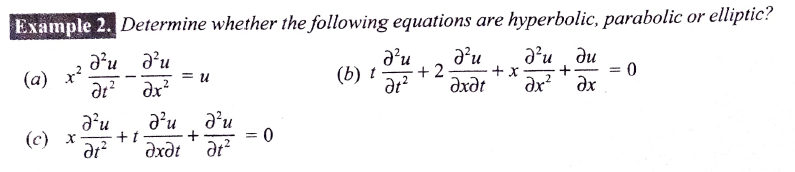 Example 2. Determine whether the following equations are hyperbolic, parabolic or elliptic?
(a) x² ∂²u/∂t² − ∂²u/∂x² = u (b) t ∂²u/∂t² + 2 ∂²u/∂x∂t + x ∂²u/∂x² + ∂u/∂x = 0
(c) x ∂²u/∂t² + t ∂²u/∂x∂t + ∂²u/∂t² = 0